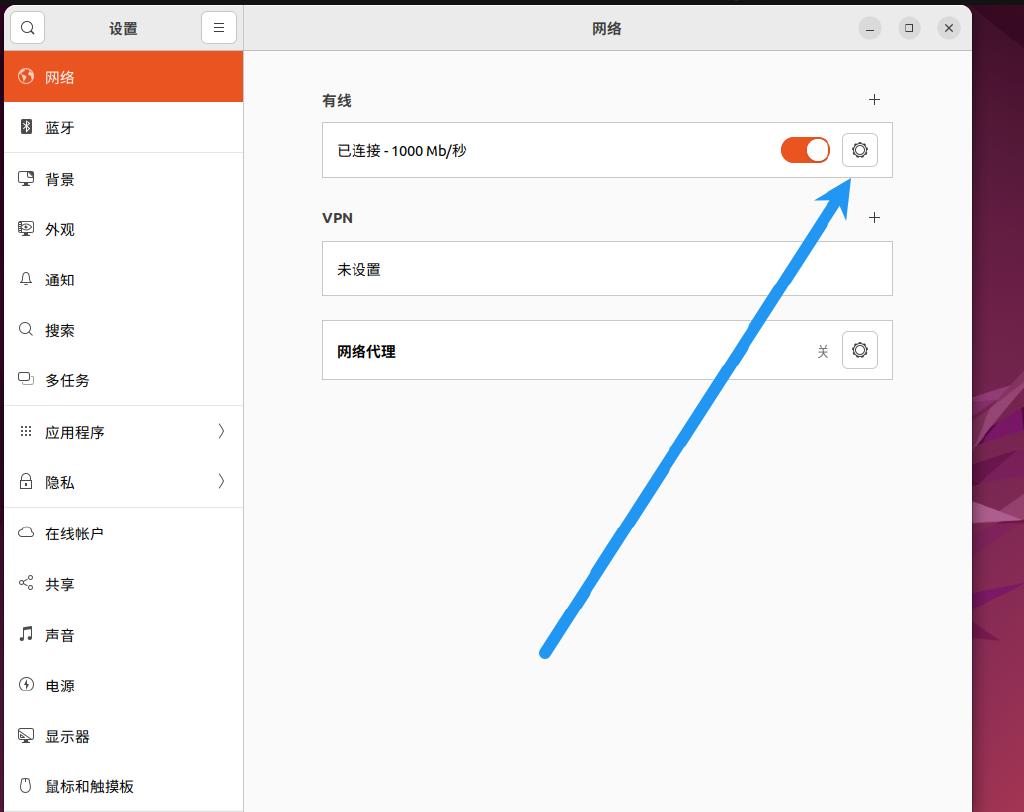 设置
网络
网络
蓝牙
背景
外观
通知
搜索
多任务
应用程序
隐私
在线帐户
共享
声音
电源
显示器
鼠标和触摸板
有线
已连接 - 1000 Mb/秒
VPN
未设置
网络代理
关